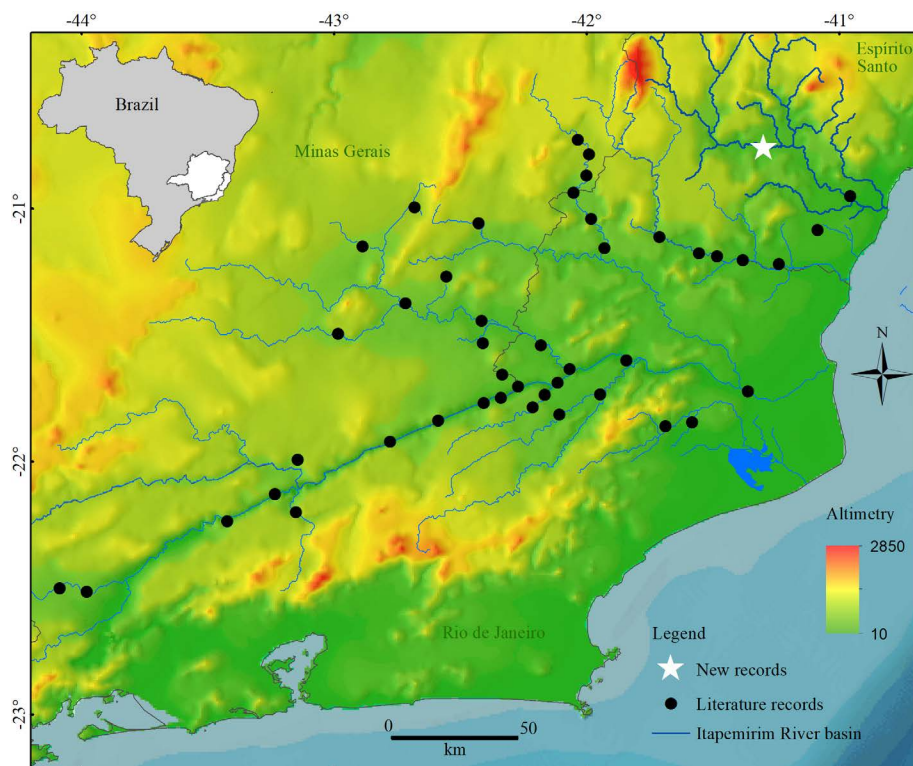 -44°
-43°
-42°
-41°
Espírito
Santo
Brazil
Minas Gerais
-21°
N
-22°
Altimetry
2850
10
Rio de Janeiro
Legend
New records
Literature records
Itapemirim River basin
-23°
0
50
km